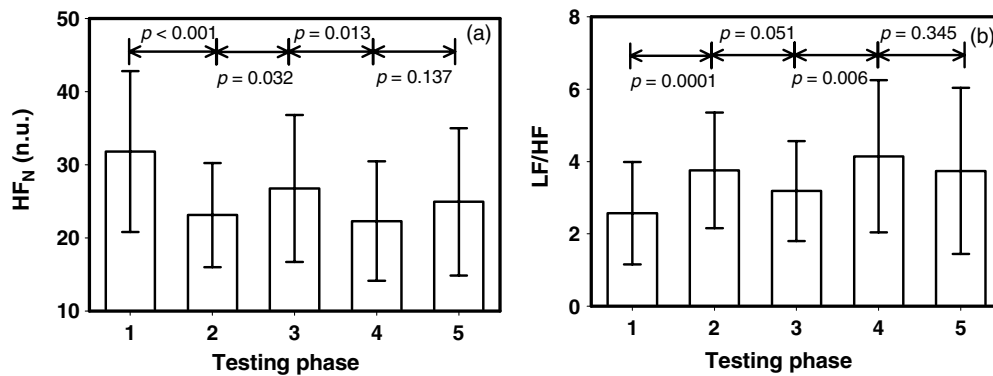 50
40
30
20
10
HF_N (n.u.)
p < 0.001
p = 0.013
(a)
p = 0.032
p = 0.137
1 2 3 4 5
Testing phase
8
6
4
2
0
LF/HF
p = 0.051
p = 0.345
(b)
p = 0.0001
p = 0.006
1 2 3 4 5
Testing phase